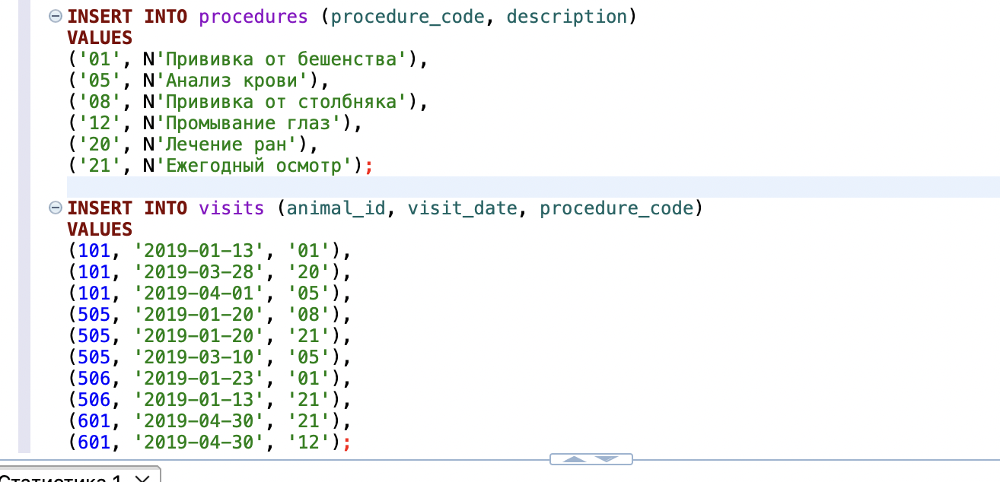 INSERT INTO procedures (procedure_code, description)
VALUES
('01', N'Прививка от бешенства'),
('05', N'Анализ крови'),
('08', N'Прививка от столбняка'),
('12', N'Промывание глаз'),
('20', N'Лечение ран'),
('21', N'Ежегодный осмотр');
INSERT INTO visits (animal_id, visit_date, procedure_code)
VALUES
(101, '2019-01-13', '01'),
(101, '2019-03-28', '20'),
(101, '2019-04-01', '05'),
(505, '2019-01-20', '08'),
(505, '2019-01-20', '21'),
(505, '2019-03-10', '05'),
(506, '2019-01-23', '01'),
(506, '2019-01-13', '21'),
(601, '2019-04-30', '21'),
(601, '2019-04-30', '12');
Статистика 1